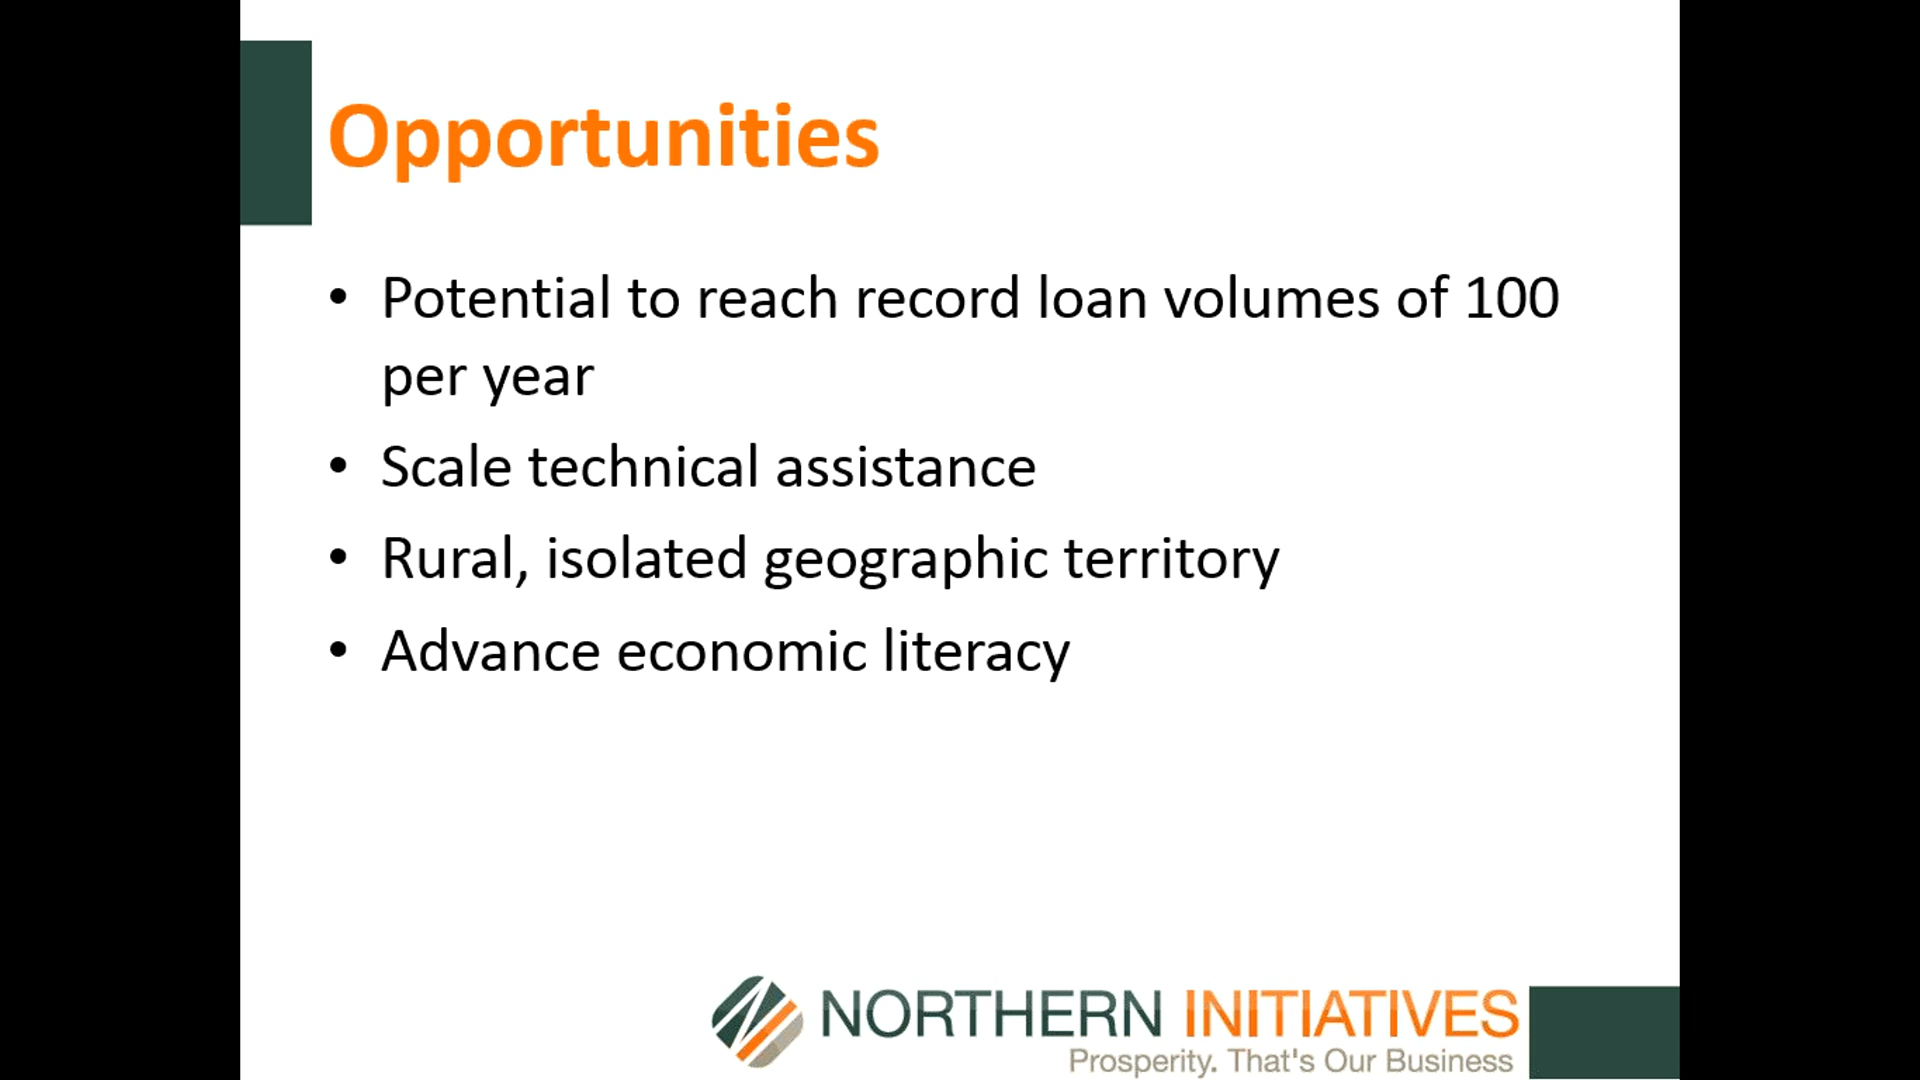 Opportunities
• Potential to reach record loan volumes of 100
per year
• Scale technical assistance
• Rural, isolated geographic territory
• Advance economic literacy
NORTHERN INITIATIVES
Prosperity. That's Our Business